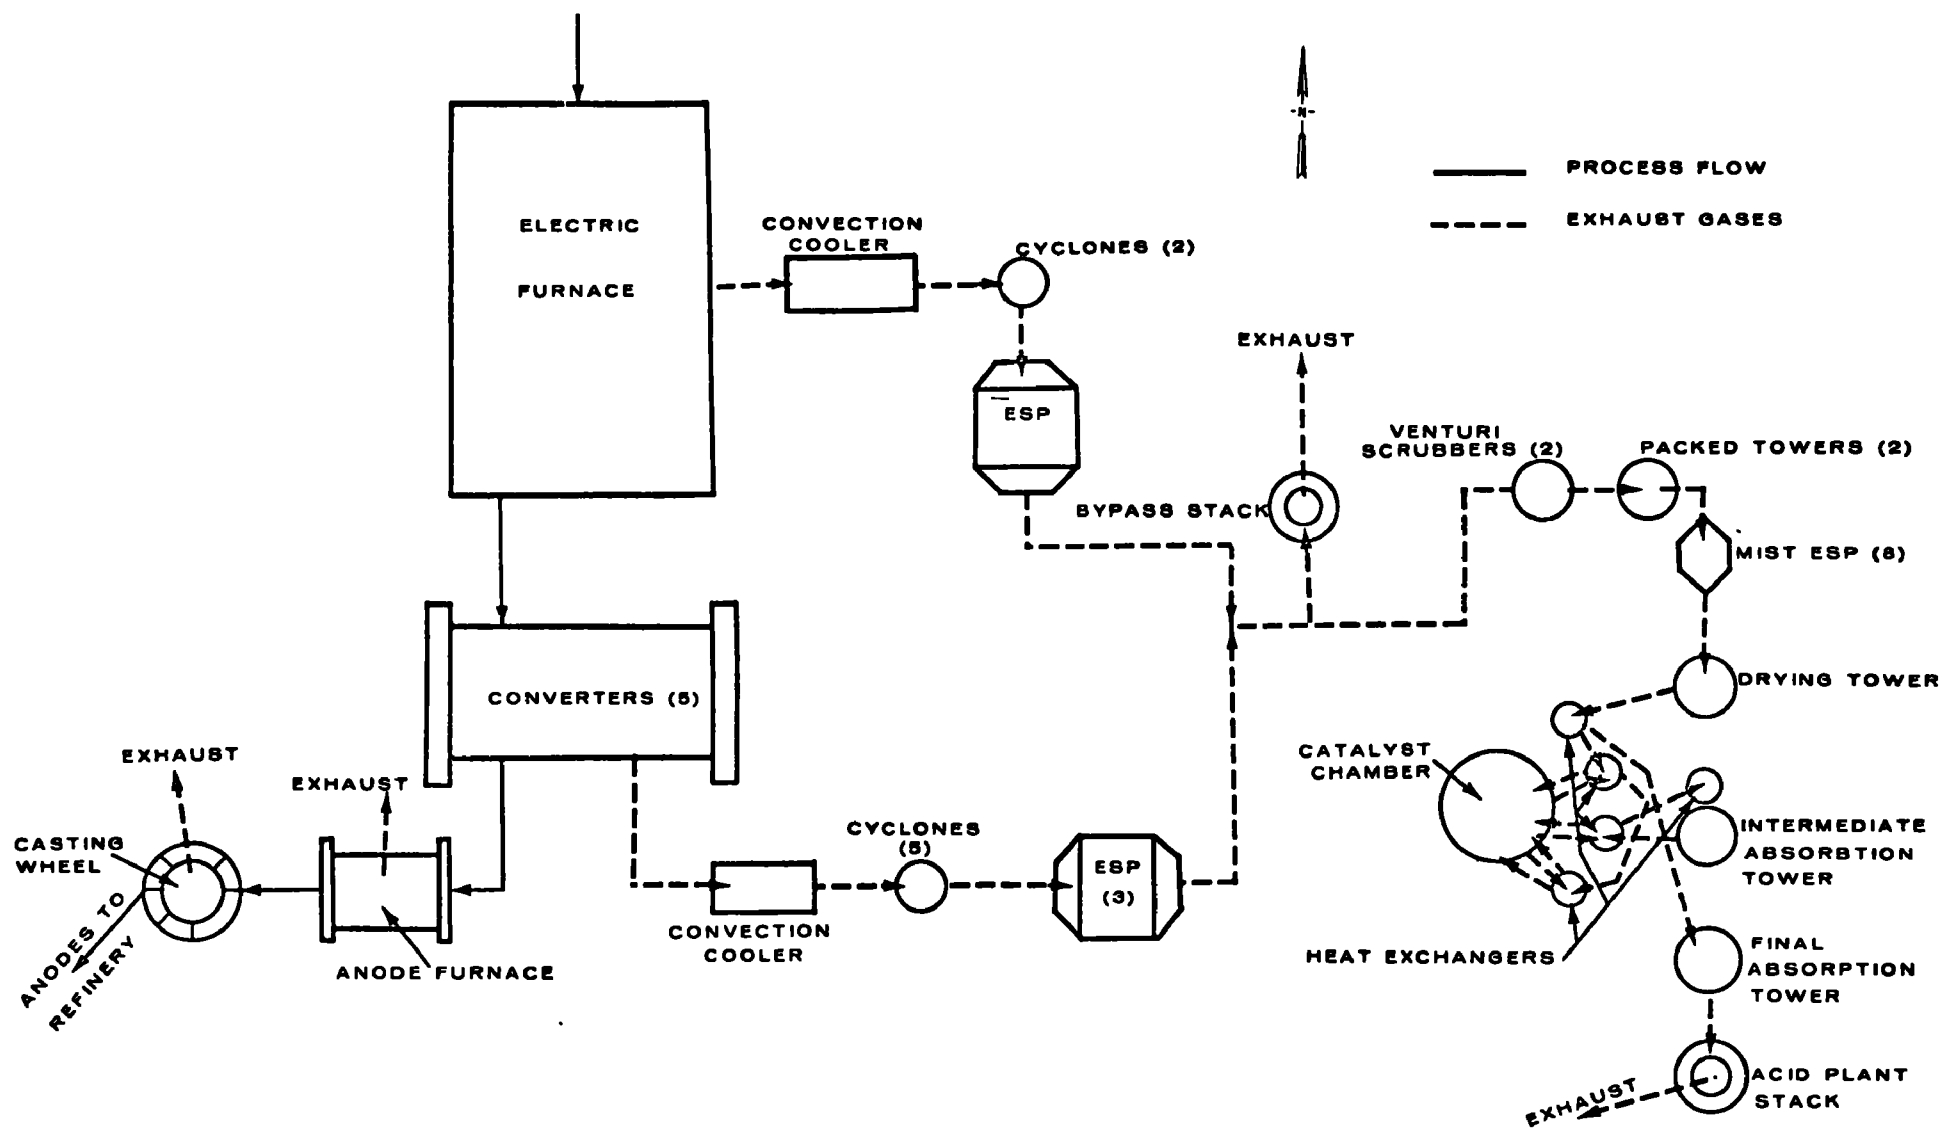 N
PROCESS FLOW
EXHAUST GASES
ELECTRIC
FURNACE
CONVECTION
COOLER
CYCLONES (2)
ESP
EXHAUST
BYPASS STACK
VENTURI
SCRUBBERS (2)
PACKED TOWERS (2)
MIST ESP (8)
DRYING TOWER
CONVERTERS (5)
CATALYST
CHAMBER
INTERMEDIATE
ABSORBTION
TOWER
EXHAUST
EXHAUST
CASTING
WHEEL
ANODES TO
REFINERY
ANODE FURNACE
CYCLONES
(5)
ESP
(3)
CONVECTION
COOLER
HEAT EXCHANGERS
FINAL
ABSORPTION
TOWER
ACID PLANT
STACK
EXHAUST